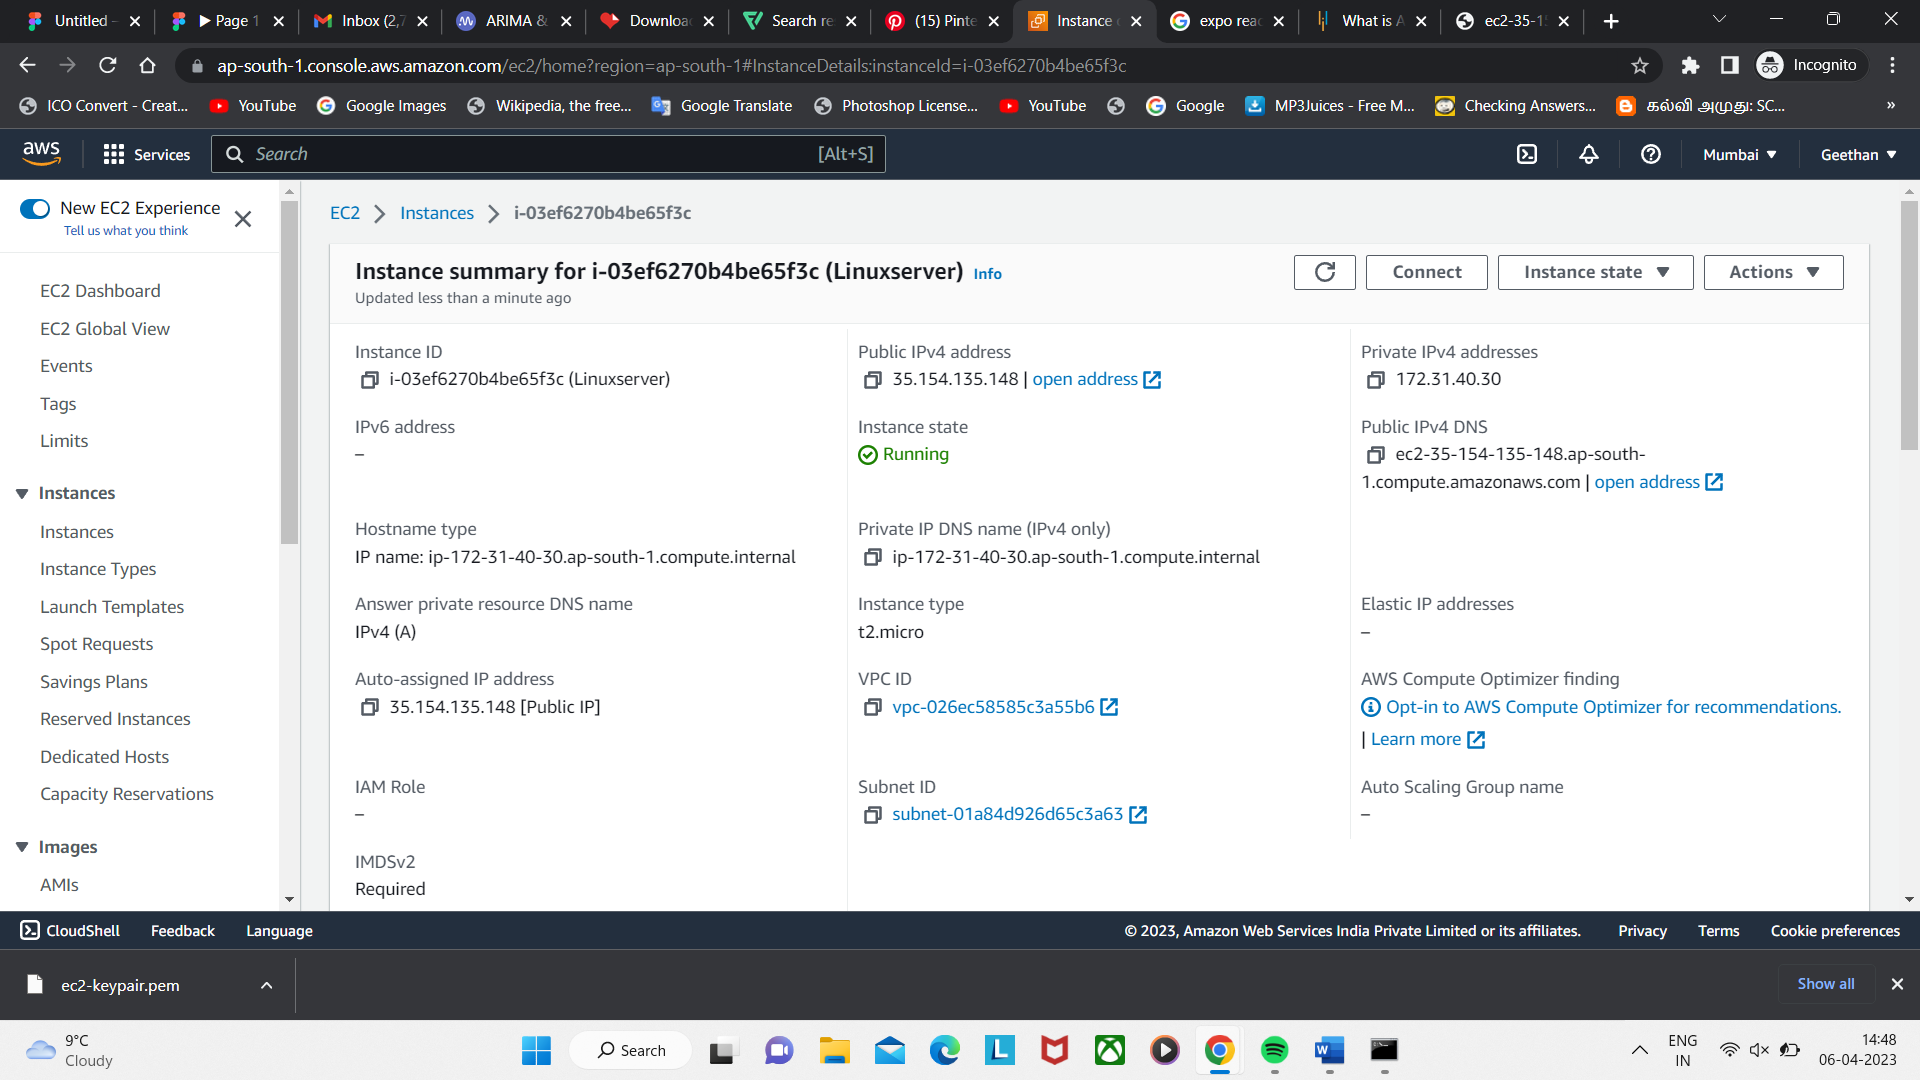 Untitled -
▶ Page 1
Inbox (2,7
ARIMA &
Downloa
Search re
(15) Pinte
Instance
expo reac
What is A
ec2-35-1
ap-south-1.console.aws.amazon.com/ec2/home?region=ap-south-1#InstanceDetails:instanceId=i-03ef6270b4be65f3c
Incognito
ICO Convert - Creat...
YouTube
Google Images
Wikipedia, the free...
Google Translate
Photoshop License...
YouTube
Google
MP3Juices - Free M...
Checking Answers...
கல்வி அமுது: SC...
»
aws
Services
Search
[Alt+S]
Mumbai ▼
Geethan ▼
New EC2 Experience
Tell us what you think
EC2 Dashboard
EC2 Global View
Events
Tags
Limits
Instances
Instances
Instance Types
Launch Templates
Spot Requests
Savings Plans
Reserved Instances
Dedicated Hosts
Capacity Reservations
Images
AMIs
EC2 > Instances > i-03ef6270b4be65f3c
Instance summary for i-03ef6270b4be65f3c (Linuxserver) Info
Updated less than a minute ago
Connect
Instance state ▼
Actions ▼
Instance ID
i-03ef6270b4be65f3c (Linuxserver)
Public IPv4 address
35.154.135.148 | open address
Private IPv4 addresses
172.31.40.30
IPv6 address
–
Instance state
Running
Public IPv4 DNS
ec2-35-154-135-148.ap-south-
1.compute.amazonaws.com | open address
Hostname type
IP name: ip-172-31-40-30.ap-south-1.compute.internal
Private IP DNS name (IPv4 only)
ip-172-31-40-30.ap-south-1.compute.internal
Answer private resource DNS name
IPv4 (A)
Instance type
t2.micro
Elastic IP addresses
–
Auto-assigned IP address
35.154.135.148 [Public IP]
VPC ID
vpc-026ec58585c3a55b6
AWS Compute Optimizer finding
Opt-in to AWS Compute Optimizer for recommendations.
| Learn more
IAM Role
–
Subnet ID
subnet-01a84d926d65c3a63
Auto Scaling Group name
–
IMDSv2
Required
CloudShell
Feedback
Language
© 2023, Amazon Web Services India Private Limited or its affiliates.
Privacy
Terms
Cookie preferences
ec2-keypair.pem
Show all
9°C
Cloudy
Search
ENG
IN
14:48
06-04-2023